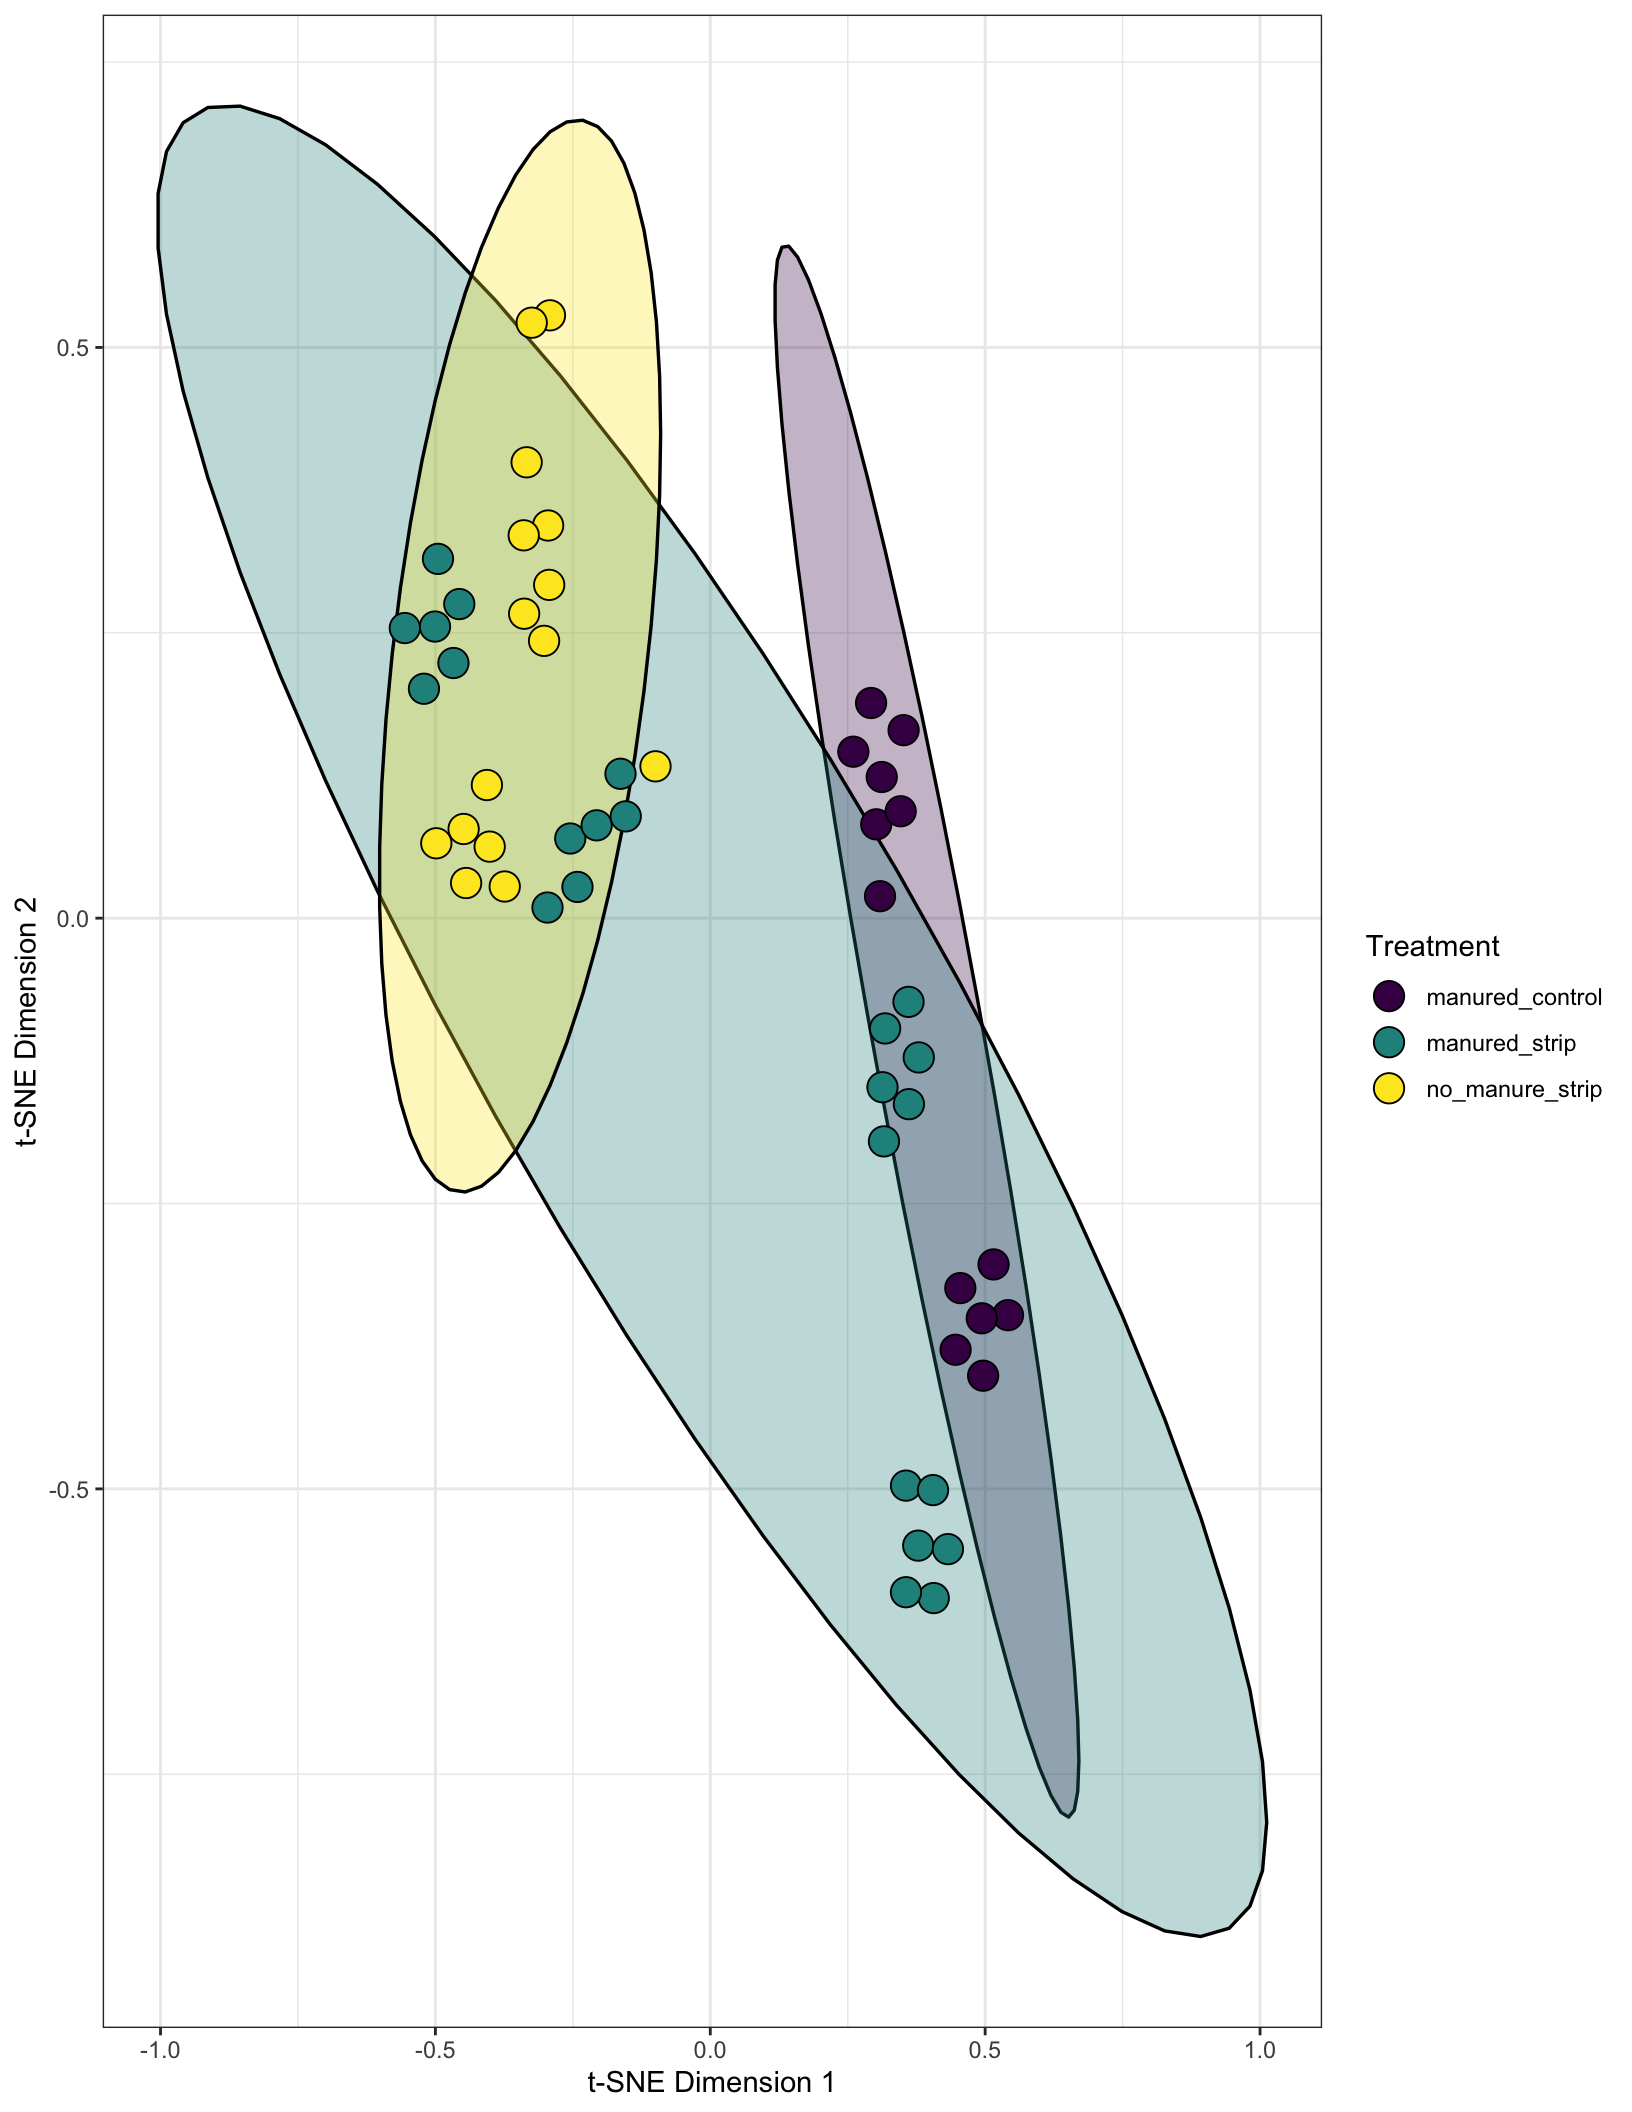 0.5
0.0
-0.5
t-SNE Dimension 2
-1.0
-0.5
0.0
0.5
1.0
t-SNE Dimension 1
Treatment
manured_control
manured_strip
no_manure_strip